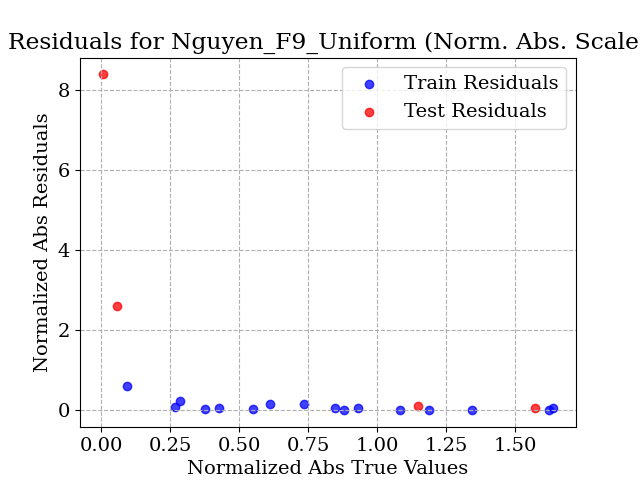 Residuals for Nguyen_F9_Uniform (Norm. Abs. Scale
Train Residuals
Test Residuals
Normalized Abs Residuals
8
6
4
2
0
0.00 0.25 0.50 0.75 1.00 1.25 1.50
Normalized Abs True Values